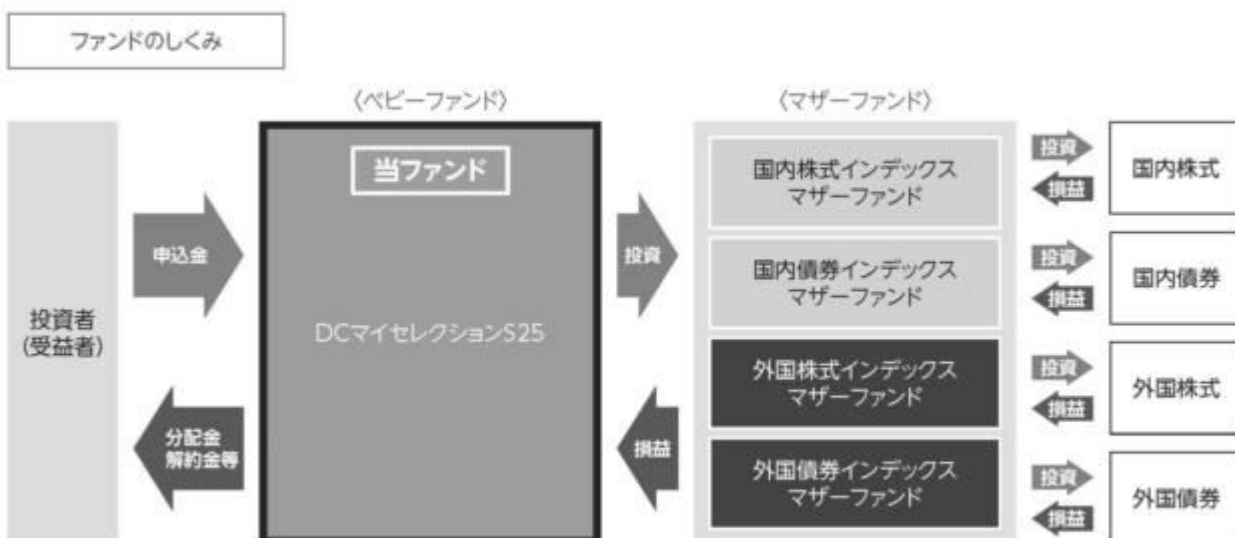 ファンドのしくみ
〈ベビーファンド〉
〈マザーファンド〉
投資者
(受益者)
申込金
分配金
解約金等
当ファンド
DCマイセレクションS25
投資
損益
国内株式インデックス
マザーファンド
投資
損益
国内株式
国内債券インデックス
マザーファンド
投資
損益
国内債券
外国株式インデックス
マザーファンド
投資
損益
外国株式
外国債券インデックス
マザーファンド
投資
損益
外国債券